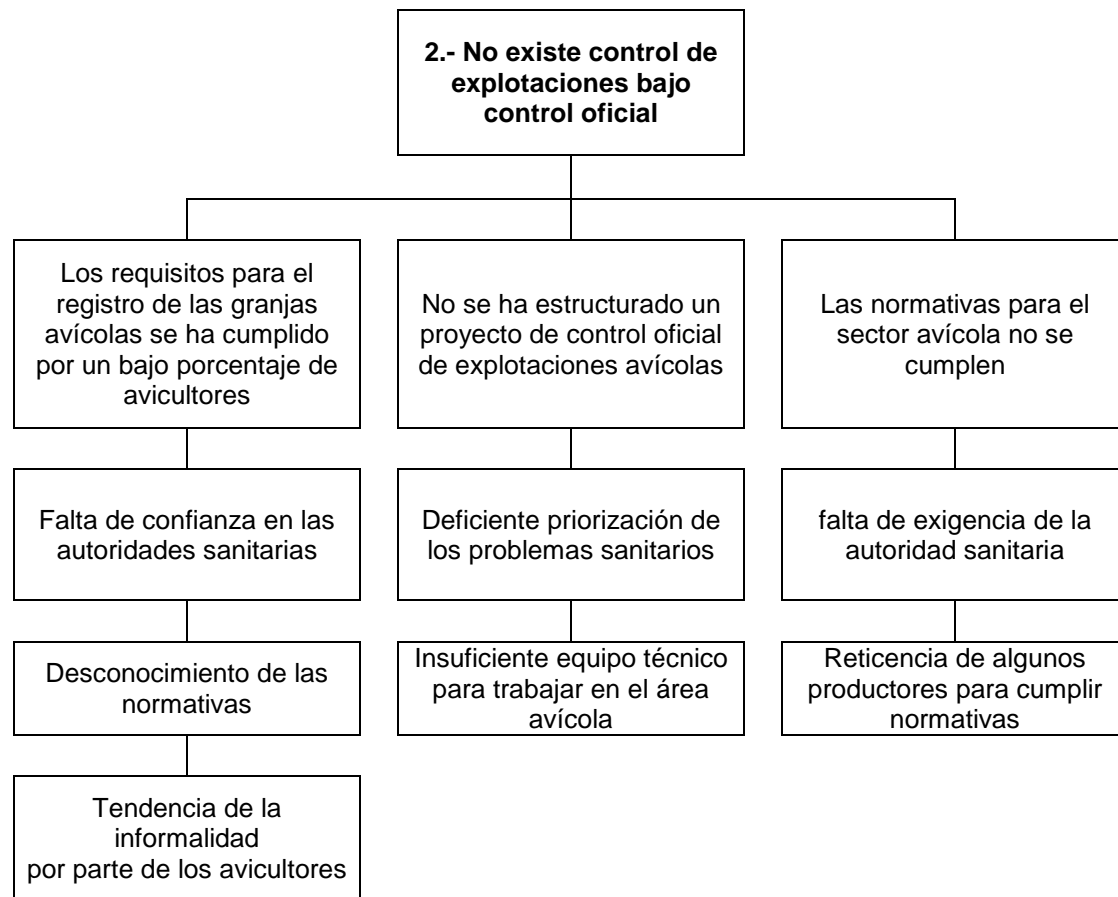 2.- No existe control de
explotaciones bajo
control oficial
Los requisitos para el
registro de las granjas
avícolas se ha cumplido
por un bajo porcentaje de
avicultores
No se ha estructurado un
proyecto de control oficial
de explotaciones avícolas
Las normativas para el
sector avícola no se
cumplen
Falta de confianza en las
autoridades sanitarias
Deficiente priorización de
los problemas sanitarios
falta de exigencia de la
autoridad sanitaria
Desconocimiento de las
normativas
Insuficiente equipo técnico
para trabajar en el área
avícola
Reticencia de algunos
productores para cumplir
normativas
Tendencia de la
informalidad
por parte de los avicultores